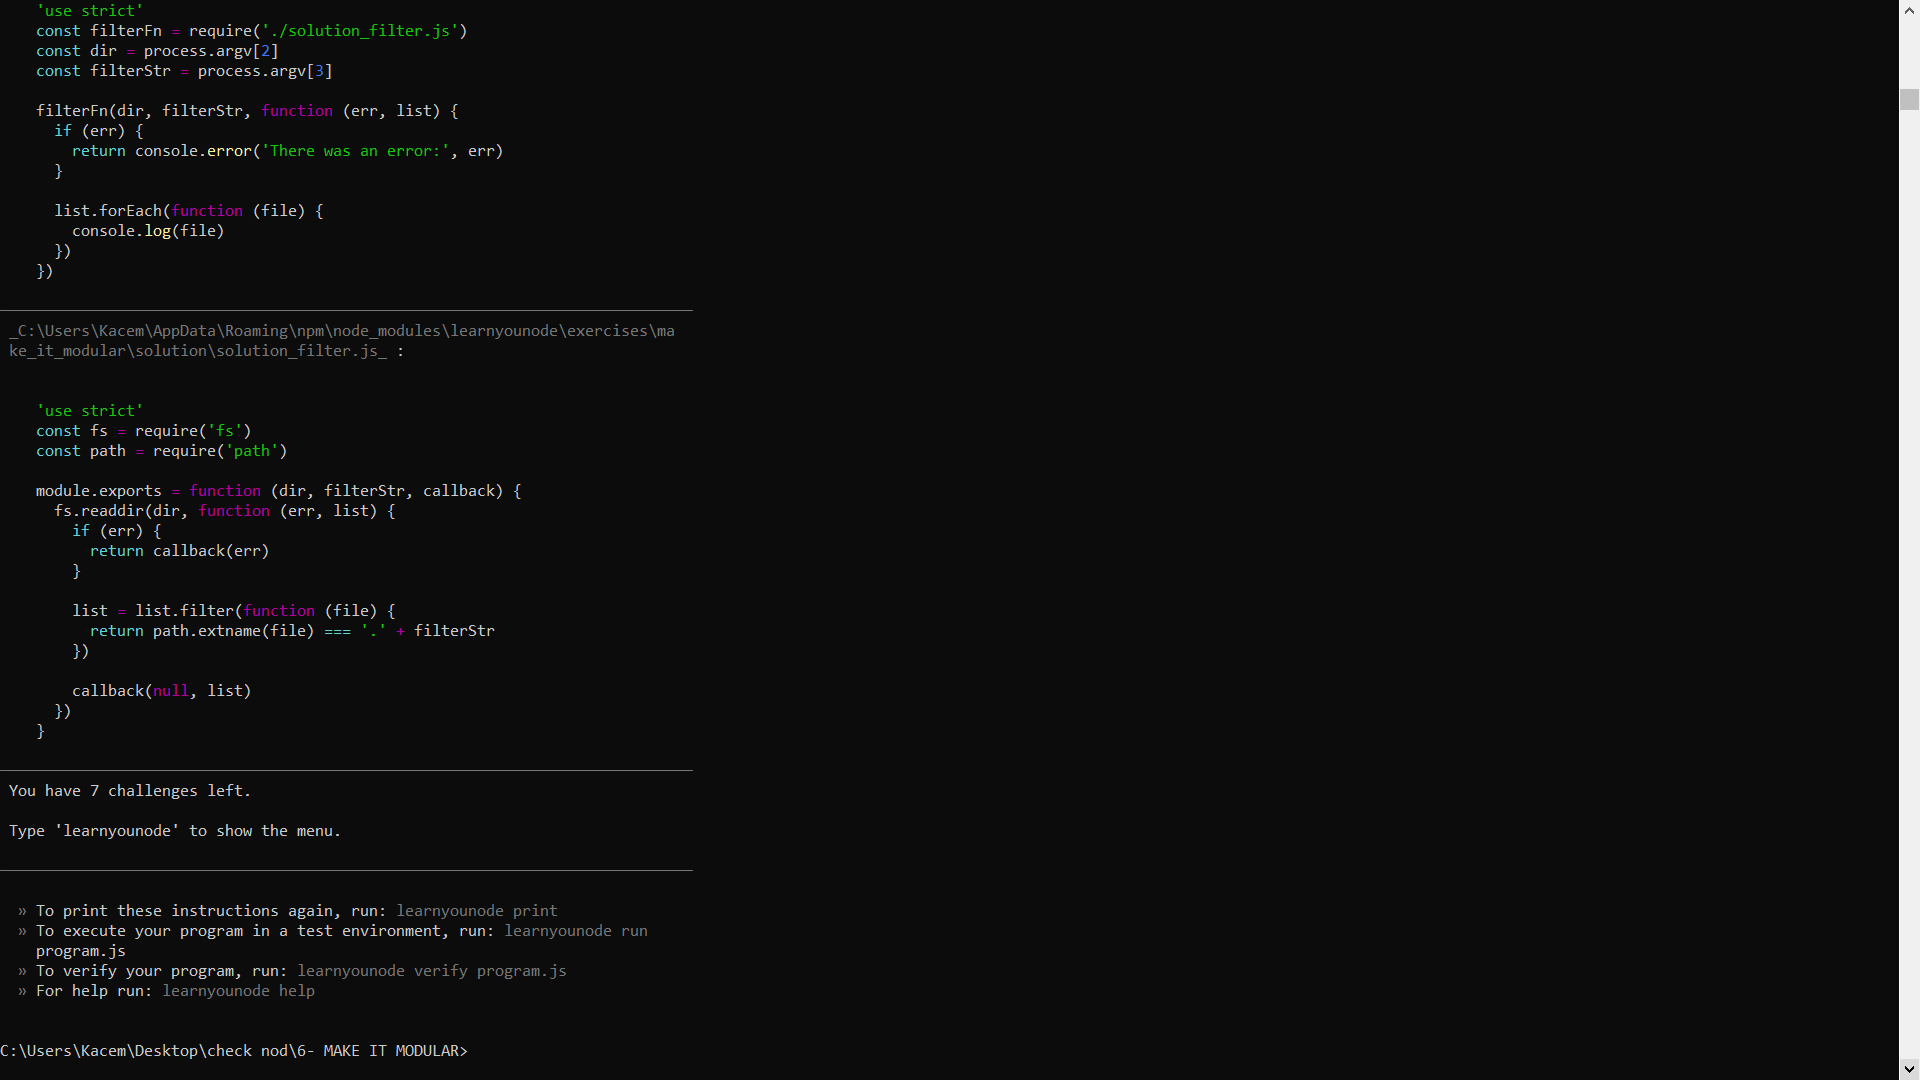 'use strict'
const filterFn = require('./solution_filter.js')
const dir = process.argv[2]
const filterStr = process.argv[3]

filterFn(dir, filterStr, function (err, list) {
  if (err) {
    return console.error('There was an error:', err)
  }

  list.forEach(function (file) {
    console.log(file)
  })
})

_C:\Users\Kacem\AppData\Roaming\npm\node_modules\learnyounode\exercises\ma
ke_it_modular\solution\solution_filter.js_ :

'use strict'
const fs = require('fs')
const path = require('path')

module.exports = function (dir, filterStr, callback) {
  fs.readdir(dir, function (err, list) {
    if (err) {
      return callback(err)
    }

    list = list.filter(function (file) {
      return path.extname(file) === '.' + filterStr
    })

    callback(null, list)
  })
}

You have 7 challenges left.

Type 'learnyounode' to show the menu.

» To print these instructions again, run: learnyounode print
» To execute your program in a test environment, run: learnyounode run
program.js
» To verify your program, run: learnyounode verify program.js
» For help run: learnyounode help

C:\Users\Kacem\Desktop\check nod\6- MAKE IT MODULAR>